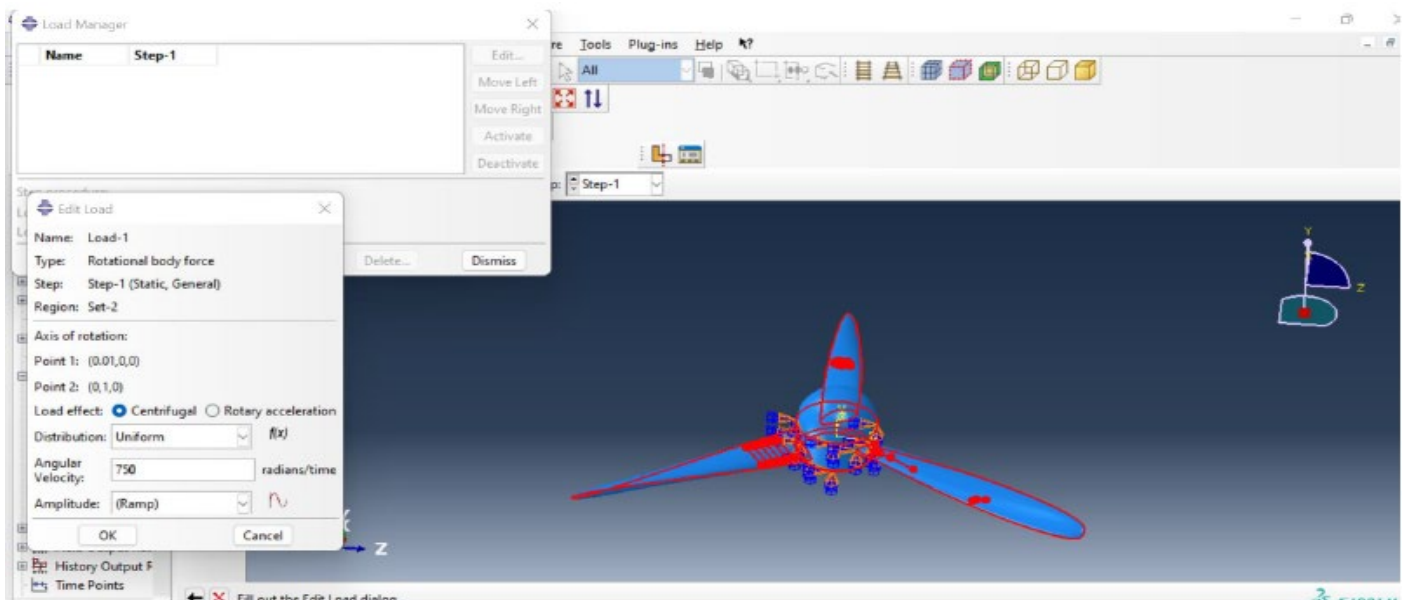 Load Manager
re Tools Plug-ins Help
Name Step-1
Edit...
All
Move Left
Move Right
Activate
Deactivate
p: Step-1
Edit Load
Name: Load-1
Type: Rotational body force
Delete...
Dismiss
Step: Step-1 (Static, General)
Region: Set-2
Axis of rotation:
Point 1: (0.01,0,0)
Point 2: (0,1,0)
Load effect: Centrifugal Rotary acceleration
Distribution: Uniform f(x)
Angular
Velocity: 750 radians/time
Amplitude: (Ramp)
OK Cancel
History Output R
Time Points
Fill out the Edit Load dialog
Y
Z
Z